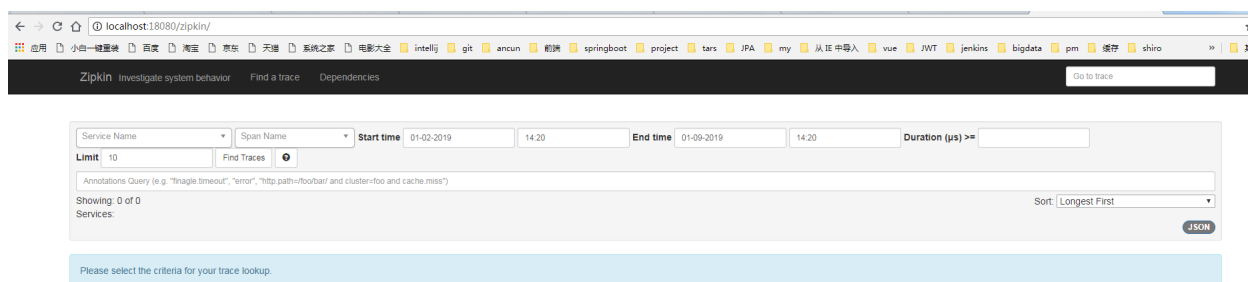 localhost:18080/zipkin/
应用 小白一键重装 百度 淘宝 京东 天猫 系统之家 电影大全 intellij git ancun 前端 springboot project tars JPA my 从 IE 中导入 vue JWT jenkins bigdata pm 缓存 shiro »
Zipkin Investigate system behavior Find a trace Dependencies Go to trace
Service Name Span Name Start time 01-02-2019 14:20 End time 01-09-2019 14:20 Duration (μs) >=
Limit 10 Find Traces ?
Annotations Query (e.g. "finagle.timeout", "error", "http.path=/foo/bar/ and cluster=foo and cache.miss")
Showing: 0 of 0 Sort: Longest First
Services:
JSON
Please select the criteria for your trace lookup.